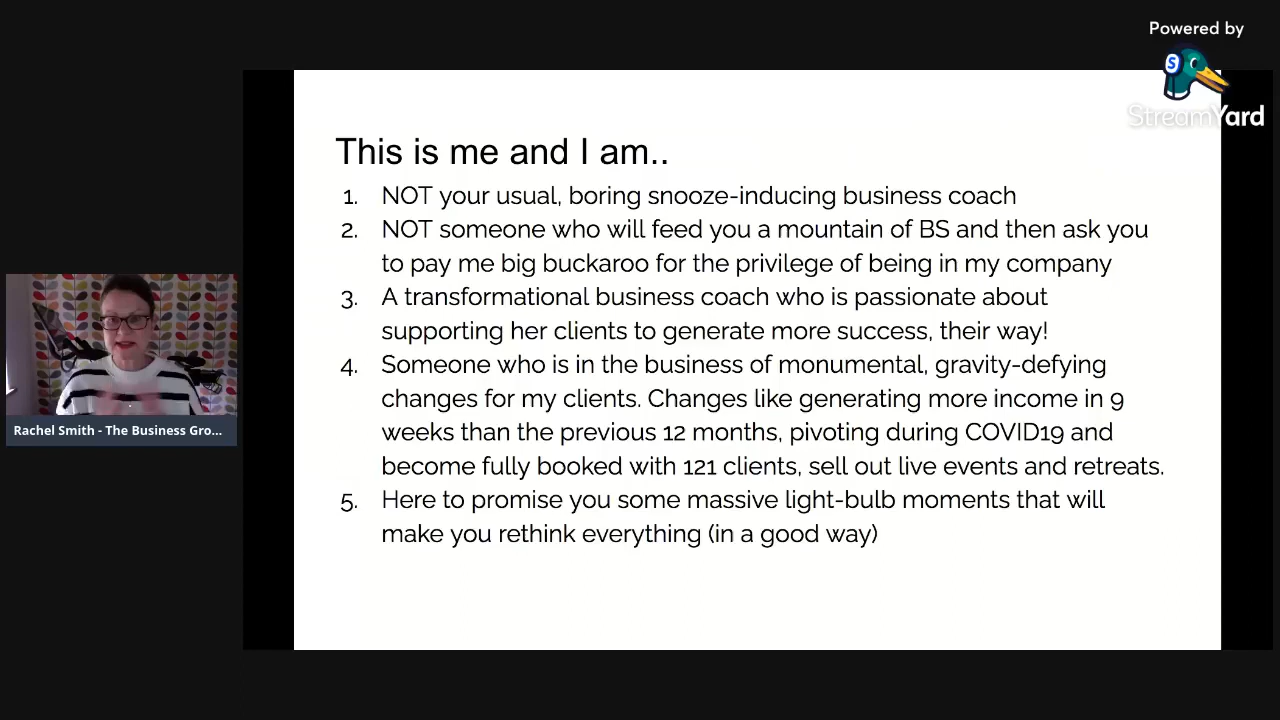 Powered by
S
StreamYard
This is me and I am..
1. NOT your usual, boring snooze-inducing business coach
2. NOT someone who will feed you a mountain of BS and then ask you
to pay me big buckaroo for the privilege of being in my company
3. A transformational business coach who is passionate about
supporting her clients to generate more success, their way!
4. Someone who is in the business of monumental, gravity-defying
changes for my clients. Changes like generating more income in 9
weeks than the previous 12 months, pivoting during COVID19 and
become fully booked with 121 clients, sell out live events and retreats.
5. Here to promise you some massive light-bulb moments that will
make you rethink everything (in a good way)
Rachel Smith - The Business Gro...